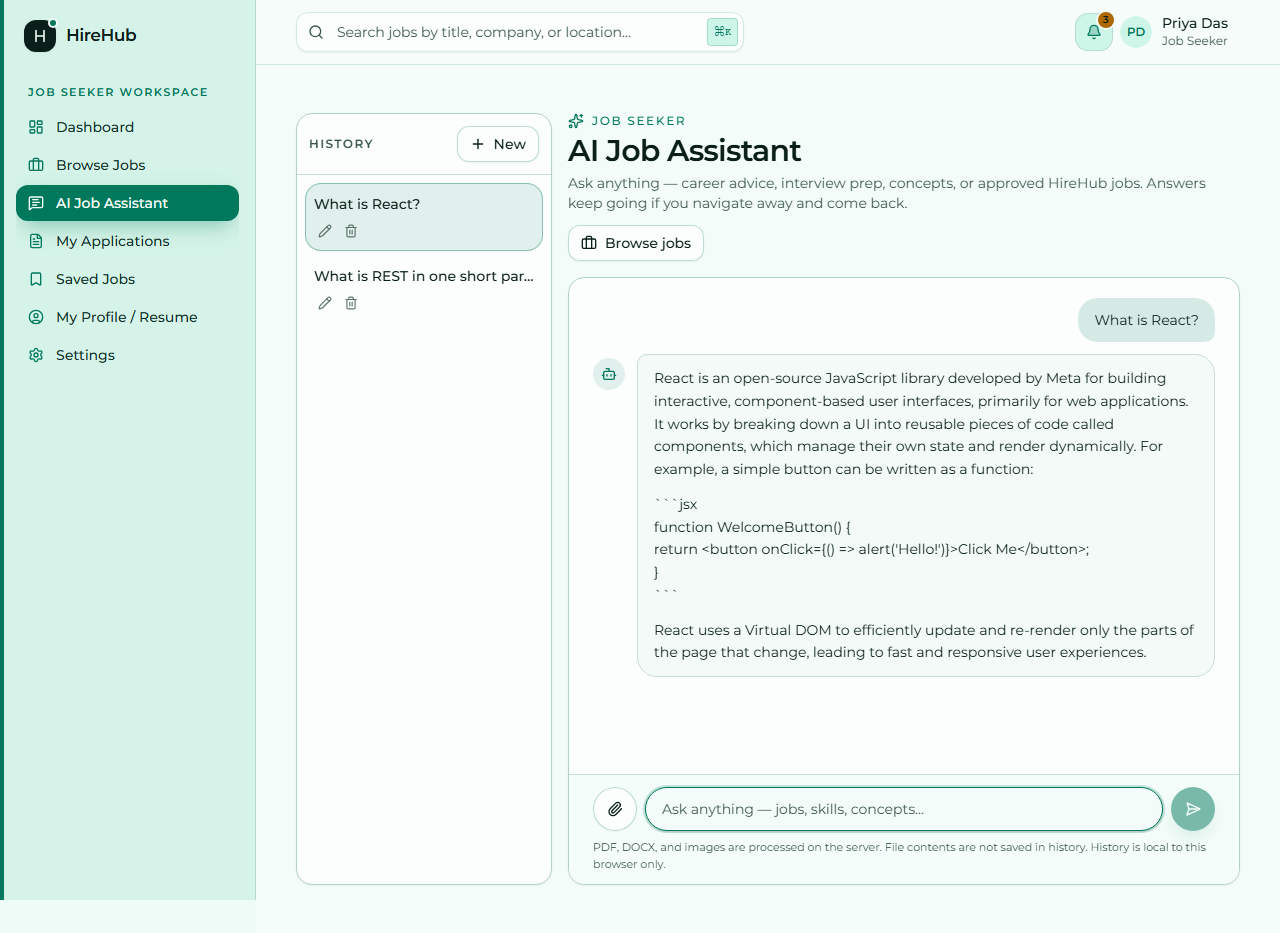 H HireHub
JOB SEEKER WORKSPACE
Dashboard
Browse Jobs
AI Job Assistant
My Applications
Saved Jobs
My Profile / Resume
Settings
Search jobs by title, company, or location...
⌘K
3
PD
Priya Das
Job Seeker
HISTORY
New
What is React?
What is REST in one short par...
JOB SEEKER
AI Job Assistant
Ask anything — career advice, interview prep, concepts, or approved HireHub jobs. Answers
keep going if you navigate away and come back.
Browse jobs
What is React?
React is an open-source JavaScript library developed by Meta for building
interactive, component-based user interfaces, primarily for web applications.
It works by breaking down a UI into reusable pieces of code called
components, which manage their own state and render dynamically. For
example, a simple button can be written as a function:
```jsx
function WelcomeButton() {
return <button onClick={() => alert('Hello!')}>Click Me</button>;
}
```
React uses a Virtual DOM to efficiently update and re-render only the parts of
the page that change, leading to fast and responsive user experiences.
Ask anything — jobs, skills, concepts...
PDF, DOCX, and images are processed on the server. File contents are not saved in history. History is local to this
browser only.